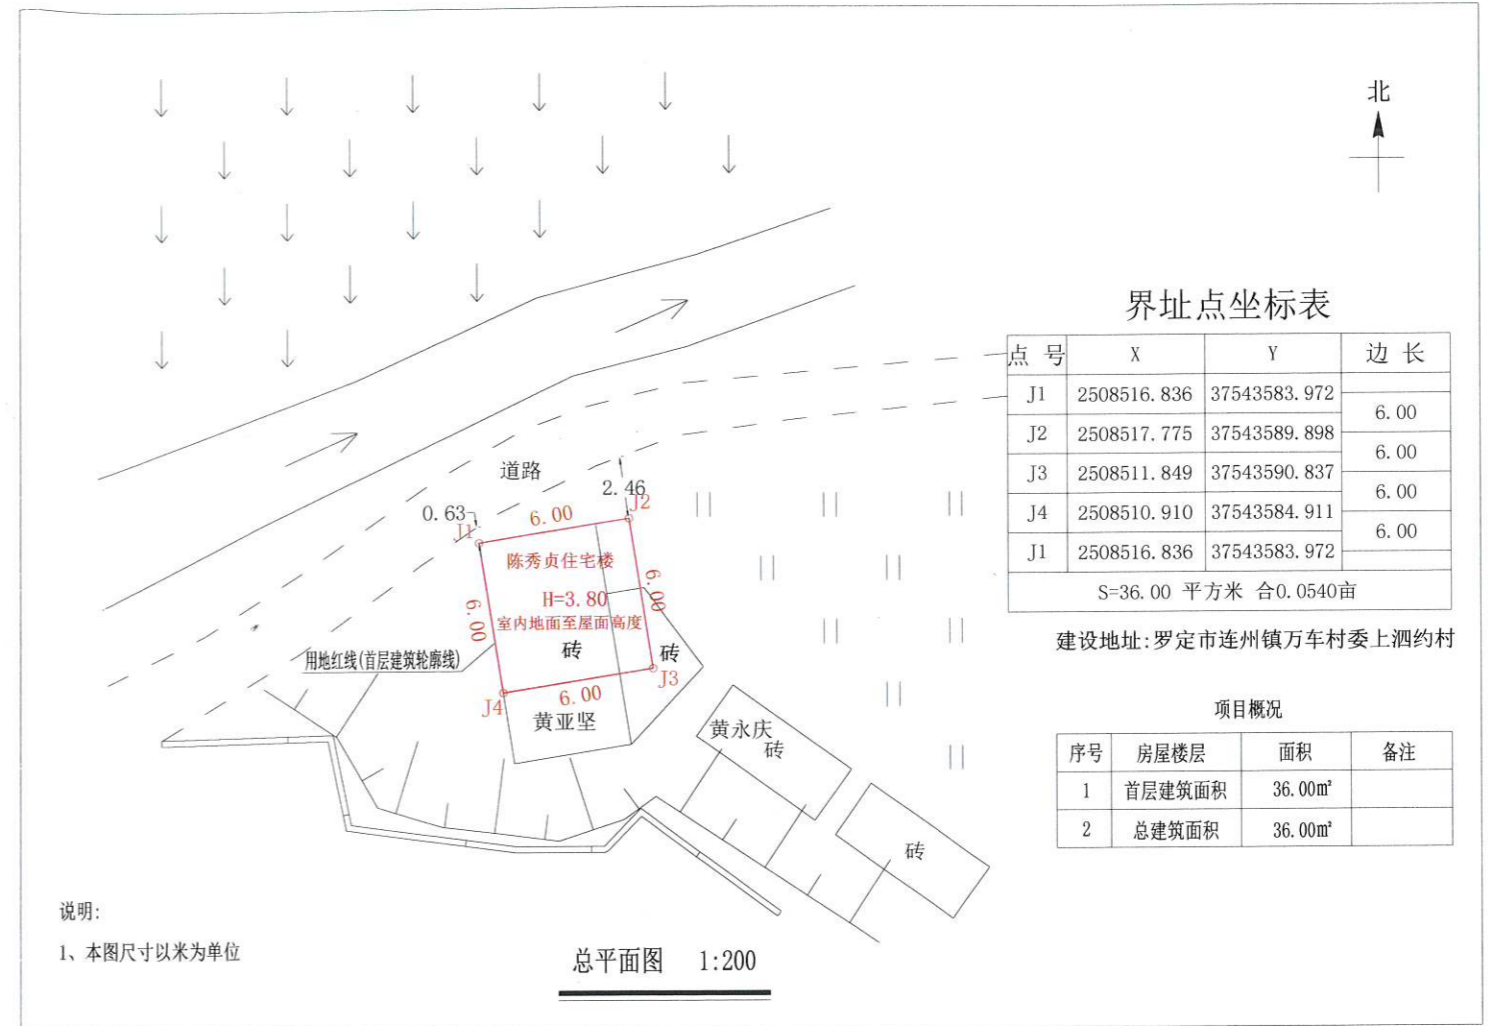 北
界址点坐标表
点 号 X Y 边 长
J1 2508516.836 37543583.972
6.00
J2 2508517.775 37543589.898
6.00
J3 2508511.849 37543590.837
6.00
J4 2508510.910 37543584.911
6.00
J1 2508516.836 37543583.972
S=36.00 平方米 合0.0540亩
建设地址:罗定市连州镇万车村委上泗约村
道路
2.46
0.63
6.00
J1
J2
陈秀贞住宅楼
H=3.80
室内地面至屋面高度
6.00
6.00
砖
砖
用地红线(首层建筑轮廓线)
J3
J4
6.00
黄亚坚
黄永庆
砖
砖
项目概况
序号 房屋楼层 面积 备注
1 首层建筑面积 36.00㎡
2 总建筑面积 36.00㎡
说明:
1、本图尺寸以米为单位
总平面图 1:200